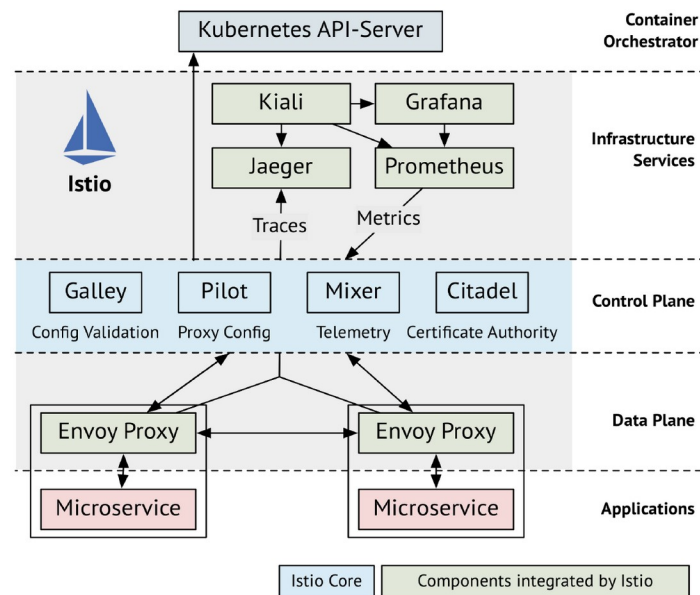 Kubernetes API-Server
Container
Orchestrator
Istio
Kiali
Grafana
Jaeger
Prometheus
Infrastructure
Services
Traces
Metrics
Galley
Pilot
Mixer
Citadel
Config Validation
Proxy Config
Telemetry
Certificate Authority
Control Plane
Envoy Proxy
Envoy Proxy
Data Plane
Microservice
Microservice
Applications
Istio Core
Components integrated by Istio